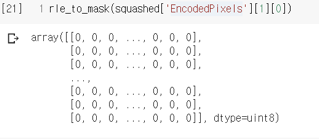 [21] 1 rle_to_mask(squashed['EncodedPixels'][1][0])
array([[0, 0, 0, ..., 0, 0, 0],
[0, 0, 0, ..., 0, 0, 0],
[0, 0, 0, ..., 0, 0, 0],
...,
[0, 0, 0, ..., 0, 0, 0],
[0, 0, 0, ..., 0, 0, 0],
[0, 0, 0, ..., 0, 0, 0]], dtype=uint8)